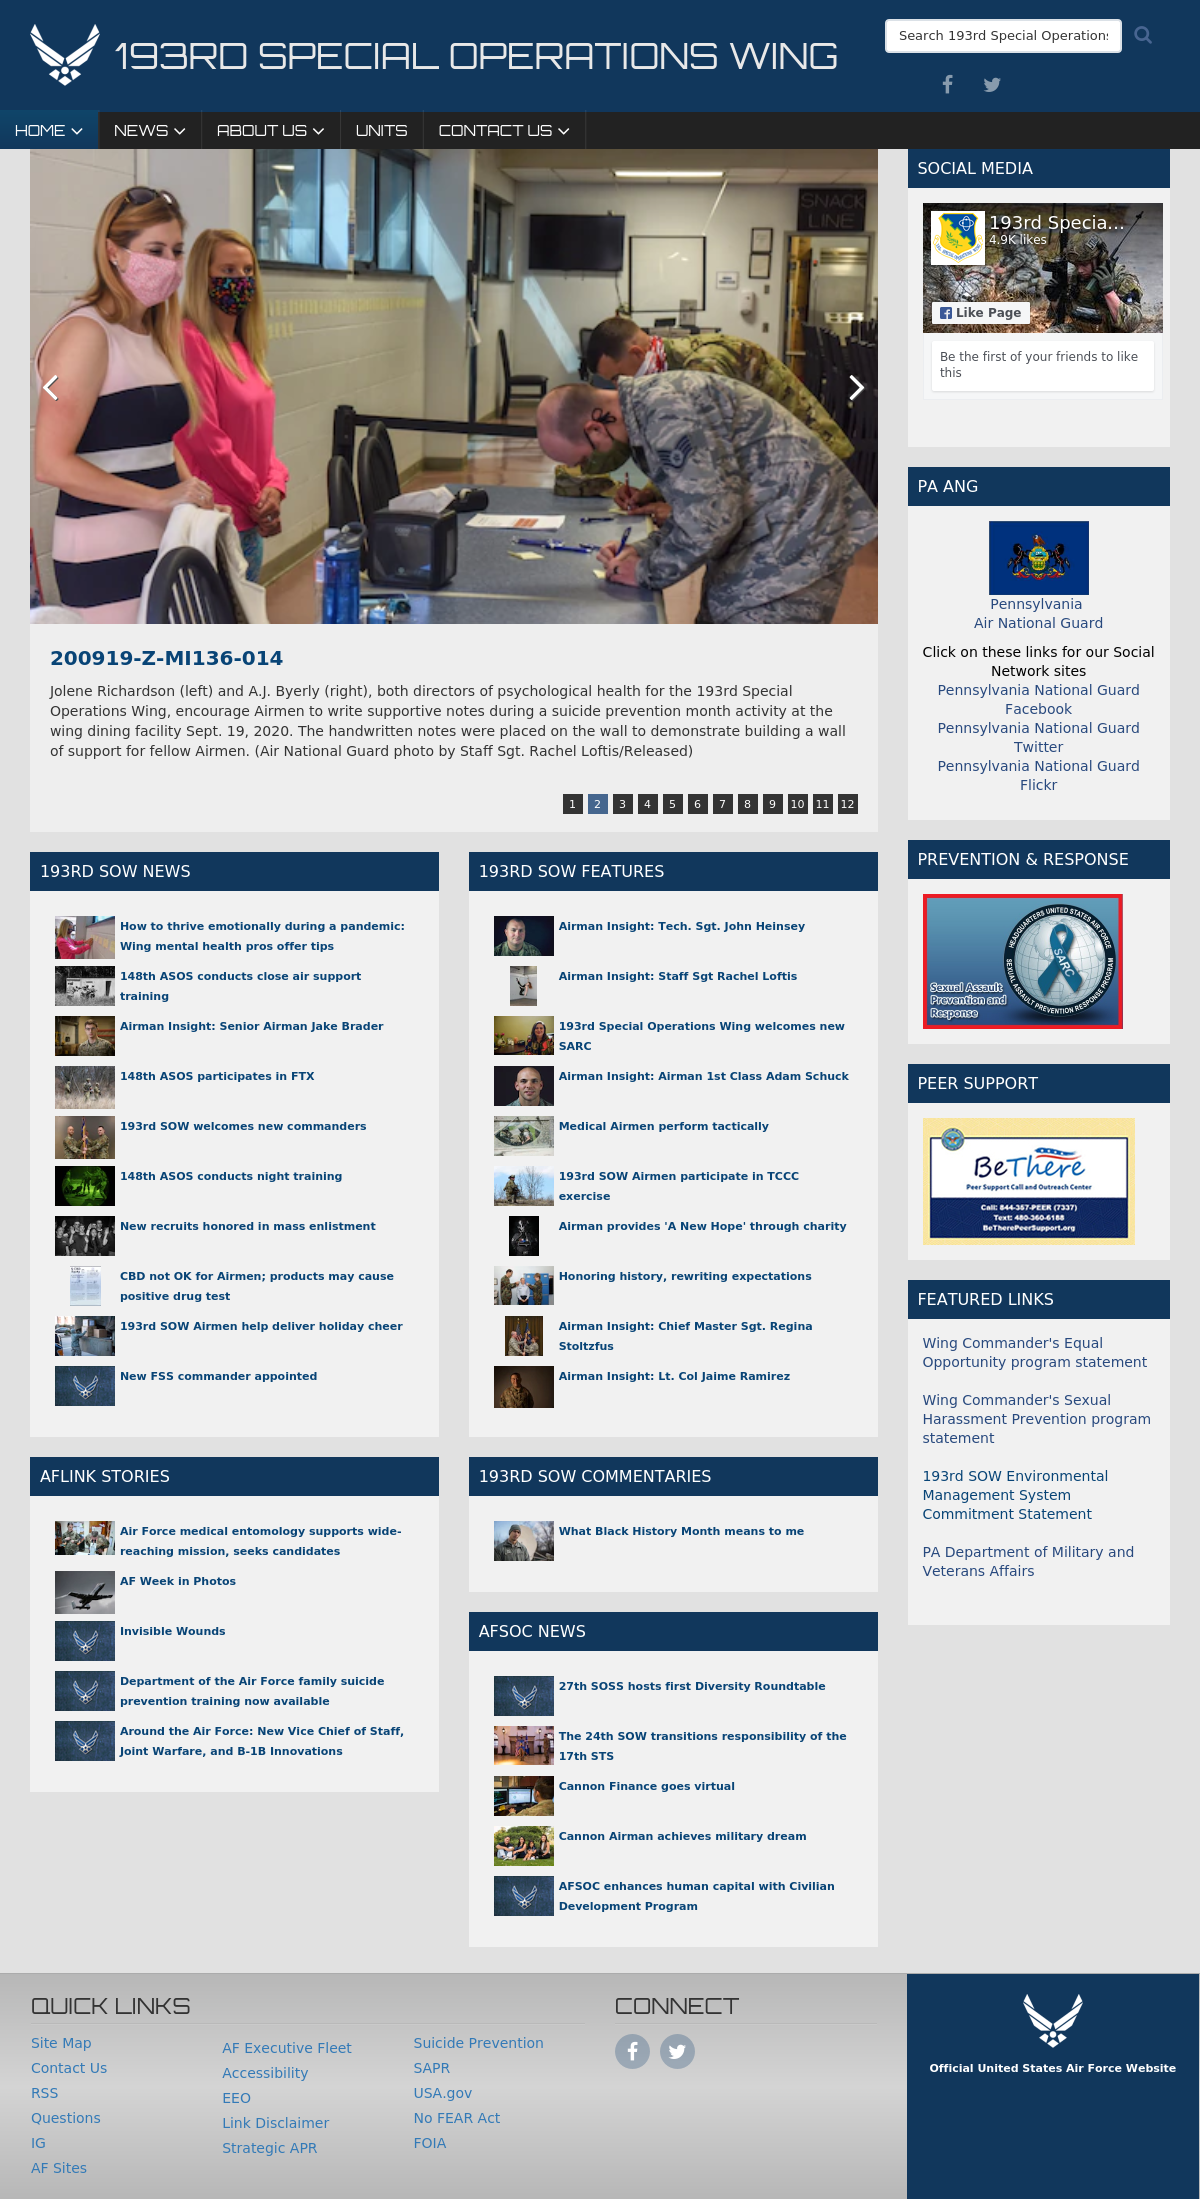 193RD SPECIAL OPERATIONS WING
Search 193rd Special Operations
HOME
NEWS
ABOUT US
UNITS
CONTACT US
SNACK
LINE
200919-Z-MI136-014
Jolene Richardson (left) and A.J. Byerly (right), both directors of psychological health for the 193rd Special
Operations Wing, encourage Airmen to write supportive notes during a suicide prevention month activity at the
wing dining facility Sept. 19, 2020. The handwritten notes were placed on the wall to demonstrate building a wall
of support for fellow Airmen. (Air National Guard photo by Staff Sgt. Rachel Loftis/Released)
1 2 3 4 5 6 7 8 9 10 11 12
193RD SOW NEWS
How to thrive emotionally during a pandemic:
Wing mental health pros offer tips
148th ASOS conducts close air support
training
Airman Insight: Senior Airman Jake Brader
148th ASOS participates in FTX
193rd SOW welcomes new commanders
148th ASOS conducts night training
New recruits honored in mass enlistment
CBD not OK for Airmen; products may cause
positive drug test
193rd SOW Airmen help deliver holiday cheer
New FSS commander appointed
193RD SOW FEATURES
Airman Insight: Tech. Sgt. John Heinsey
Airman Insight: Staff Sgt Rachel Loftis
193rd Special Operations Wing welcomes new
SARC
Airman Insight: Airman 1st Class Adam Schuck
Medical Airmen perform tactically
193rd SOW Airmen participate in TCCC
exercise
Airman provides 'A New Hope' through charity
Honoring history, rewriting expectations
Airman Insight: Chief Master Sgt. Regina
Stoltzfus
Airman Insight: Lt. Col Jaime Ramirez
AFLINK STORIES
Air Force medical entomology supports wide-
reaching mission, seeks candidates
AF Week in Photos
Invisible Wounds
Department of the Air Force family suicide
prevention training now available
Around the Air Force: New Vice Chief of Staff,
Joint Warfare, and B-1B Innovations
193RD SOW COMMENTARIES
What Black History Month means to me
AFSOC NEWS
27th SOSS hosts first Diversity Roundtable
The 24th SOW transitions responsibility of the
17th STS
Cannon Finance goes virtual
Cannon Airman achieves military dream
AFSOC enhances human capital with Civilian
Development Program
SOCIAL MEDIA
193rd Specia...
4.9K likes
Like Page
Be the first of your friends to like
this
PA ANG
Pennsylvania
Air National Guard
Click on these links for our Social
Network sites
Pennsylvania National Guard
Facebook
Pennsylvania National Guard
Twitter
Pennsylvania National Guard
Flickr
PREVENTION & RESPONSE
HEADQUARTERS UNITED STATES AIR FORCE
SEXUAL ASSAULT PREVENTION RESPONSE PROGRAM
SARC
Sexual Assault
Prevention and
Response
PEER SUPPORT
BeThere
Peer Support Call and Outreach Center
Call: 844-357-PEER (7337)
Text: 480-360-6188
BeTherePeerSupport.org
FEATURED LINKS
Wing Commander's Equal
Opportunity program statement
Wing Commander's Sexual
Harassment Prevention program
statement
193rd SOW Environmental
Management System
Commitment Statement
PA Department of Military and
Veterans Affairs
QUICK LINKS
Site Map
Contact Us
RSS
Questions
IG
AF Sites
AF Executive Fleet
Accessibility
EEO
Link Disclaimer
Strategic APR
Suicide Prevention
SAPR
USA.gov
No FEAR Act
FOIA
CONNECT
Official United States Air Force Website